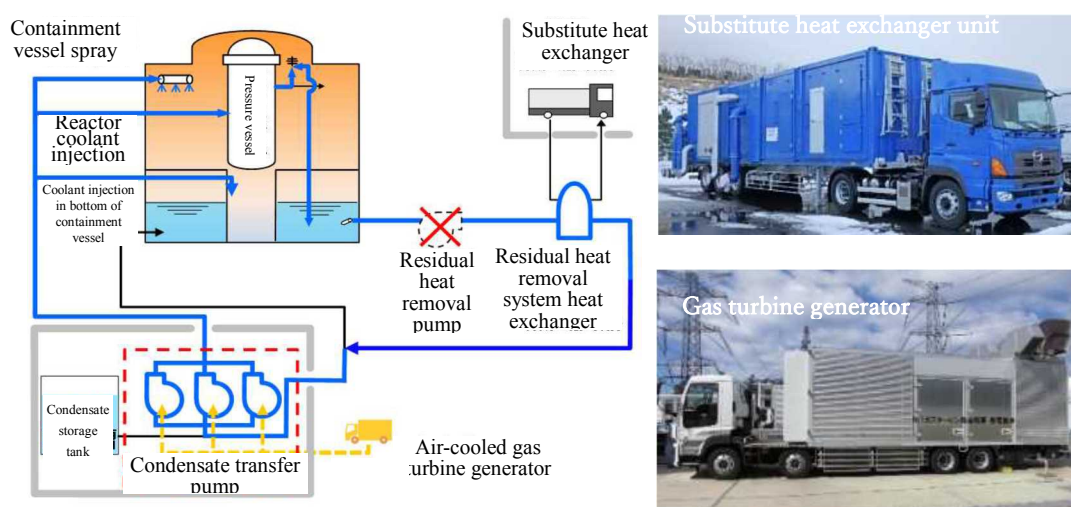 Containment
vessel spray
Reactor
coolant
injection
Coolant injection
in bottom of
containment
vessel
Pressure vessel
Substitute heat
exchanger
Residual
heat
removal
pump
Residual heat
removal
system heat
exchanger
Condensate
storage
tank
Condensate transfer
pump
Air-cooled gas
turbine generator
Substitute heat exchanger unit
Gas turbine generator